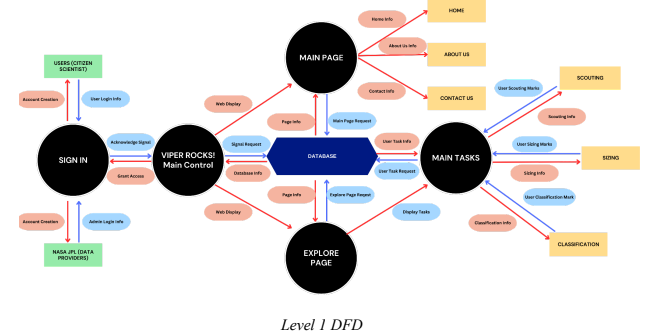 HOME
Home Info
ABOUT US
About Us Info
MAIN PAGE
CONTACT US
Contact Info
USERS (CITIZEN
SCIENTIST)
SCOUTING
User Scouting Marks
Account Creation
User Login Info
Web Display
Page Info
Main Page Request
Scouting Info
SIGN IN
Acknowledge Signal
Grant Access
VIPER ROCKS!
Main Control
Signal Request
Database Info
DATABASE
User Task Info
User Task Request
MAIN TASKS
User Sizing Marks
SIZING
Sizing Info
Page Info
Explore Page Reqest
User Classification Mark
Account Creation
Admin Login Info
Web Display
Display Tasks
Classification Info
NASA JPL (DATA
PROVIDERS)
EXPLORE
PAGE
CLASSIFICATION
Level 1 DFD